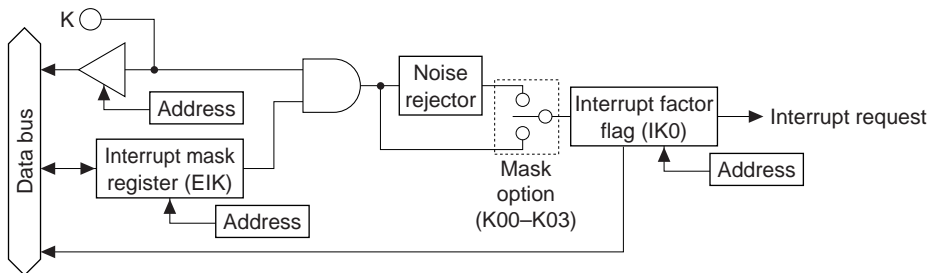 K
Data bus
Address
Interrupt mask
register (EIK)
Address
Noise
rejector
Mask
option
(K00–K03)
Interrupt factor
flag (IK0)
Address
Interrupt request